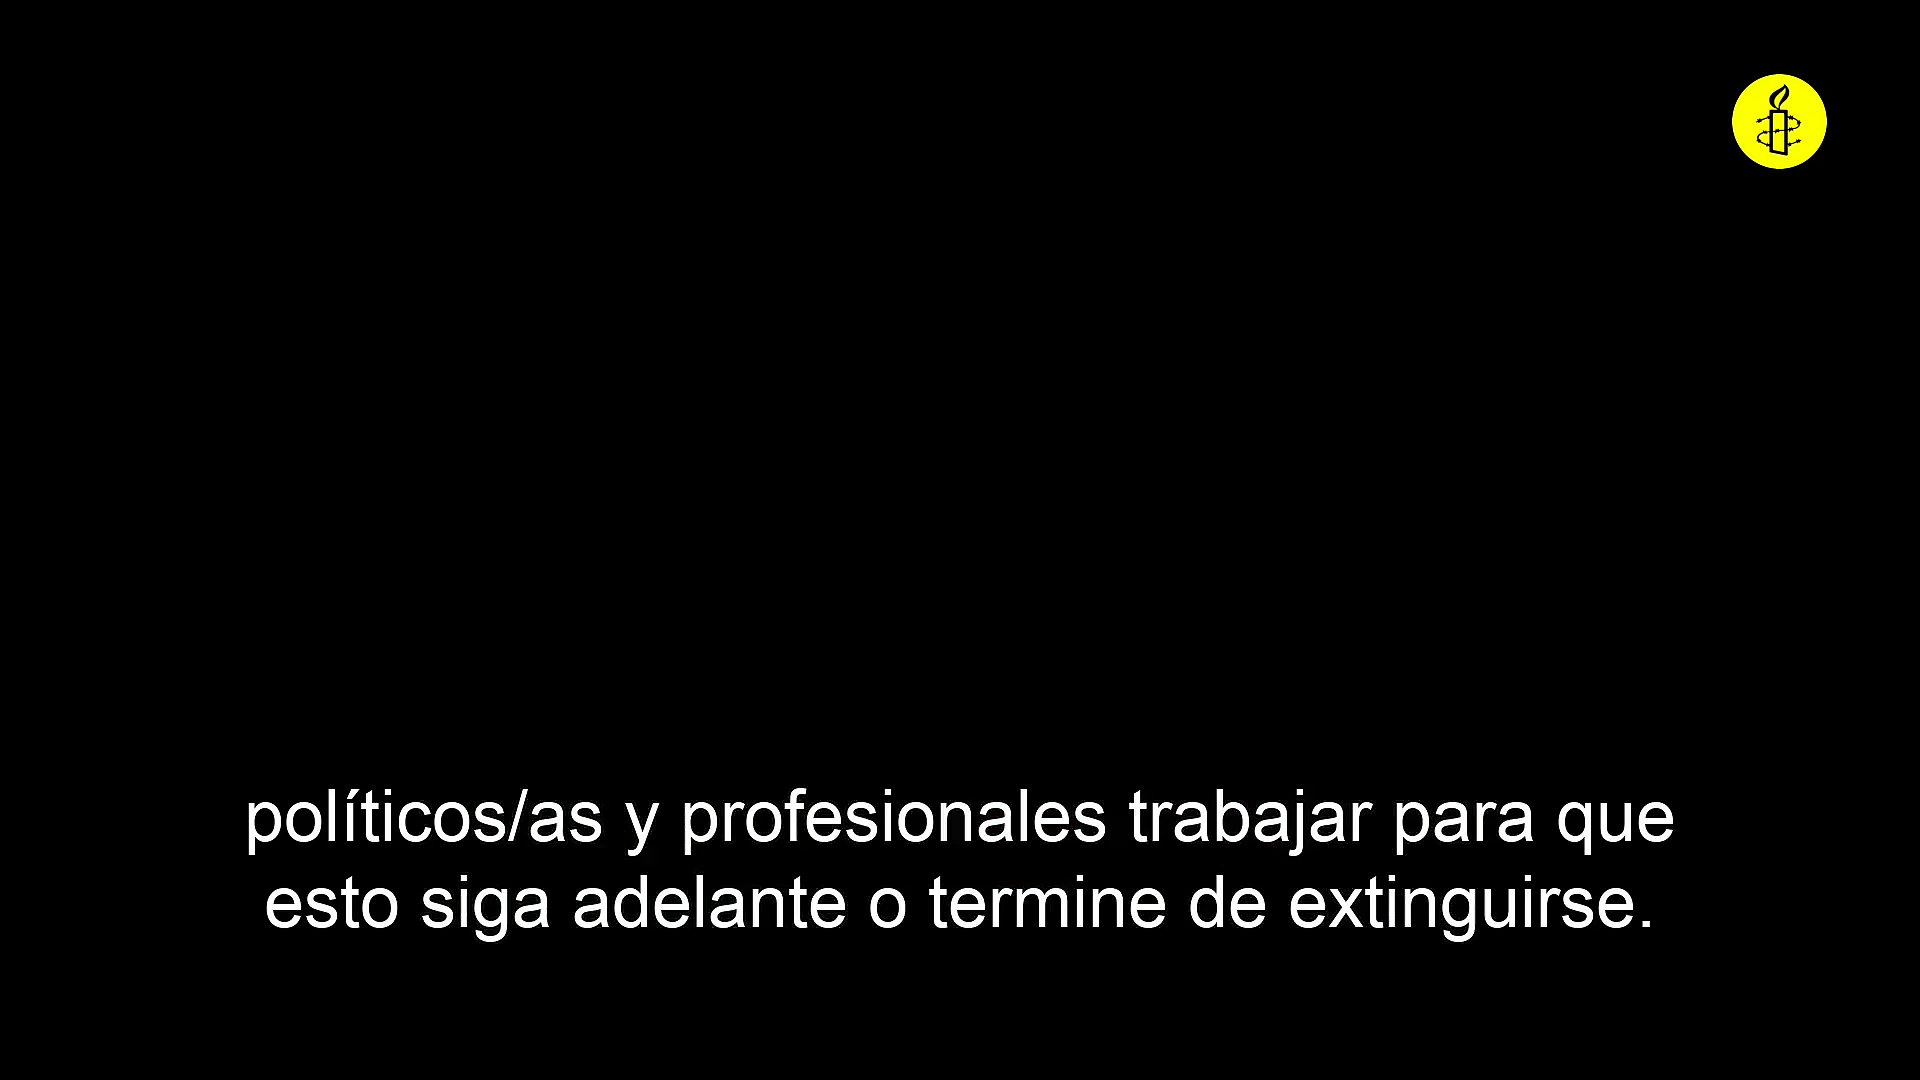 políticos/as y profesionales trabajar para que
esto siga adelante o termine de extinguirse.